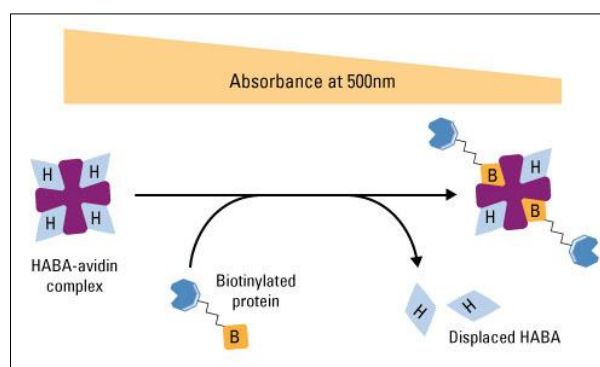 Absorbance at 500nm
H
H
H
H
HABA-avidin
complex
Biotinylated
protein
B
H
H
Displaced HABA
B
H
H
B